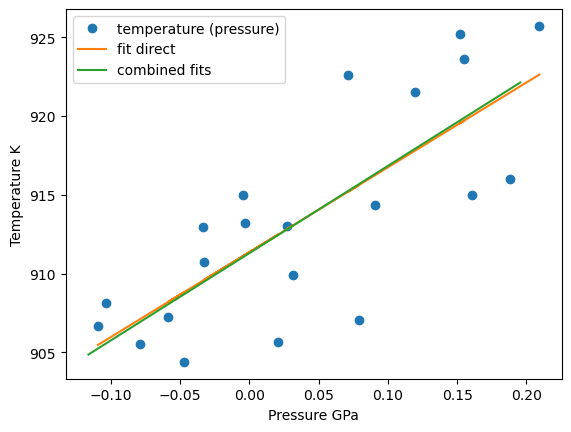 temperature (pressure)
fit direct
combined fits
925
920
915
910
905
Temperature K
−0.10
−0.05
0.00
0.05
0.10
0.15
0.20
Pressure GPa